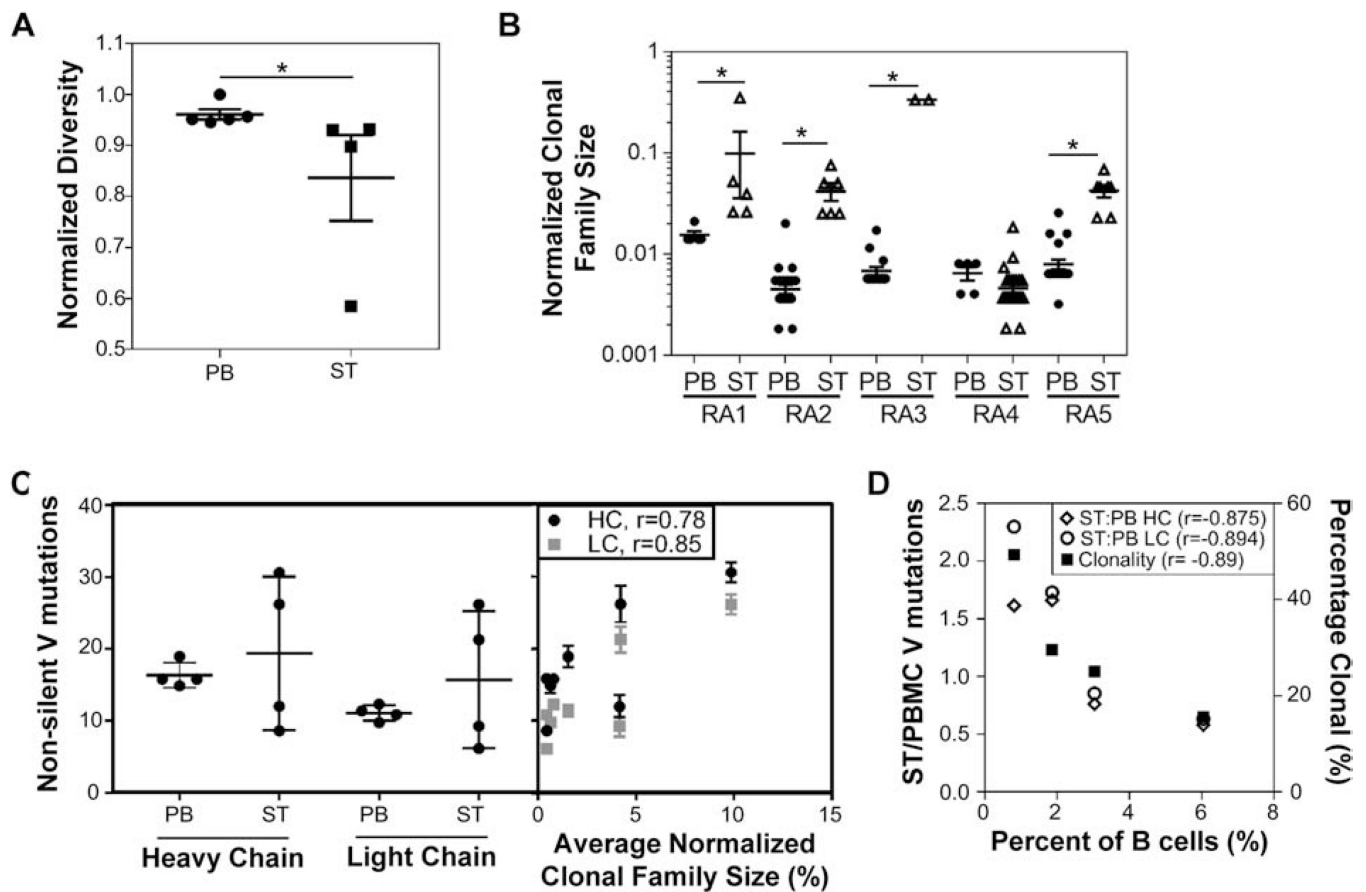 A
Normalized Diversity
1.1
1.0
0.9
0.8
0.7
0.6
0.5
*
PB
ST
B
Normalized Clonal
Family Size
1
0.1
0.01
0.001
*
*
*
*
PB ST PB ST PB ST PB ST PB ST
RA1 RA2 RA3 RA4 RA5
C
Non-silent V mutations
40
30
20
10
0
PB ST PB ST
Heavy Chain Light Chain
HC, r=0.78
LC, r=0.85
0 5 10 15
Average Normalized
Clonal Family Size (%)
D
ST/PBMC V mutations
2.5
2.0
1.5
1.0
0.5
0
ST:PB HC (r=-0.875)
ST:PB LC (r=-0.894)
Clonality (r= -0.89)
60
40
20
0
Percentage Clonal (%)
0 2 4 6 8
Percent of B cells (%)